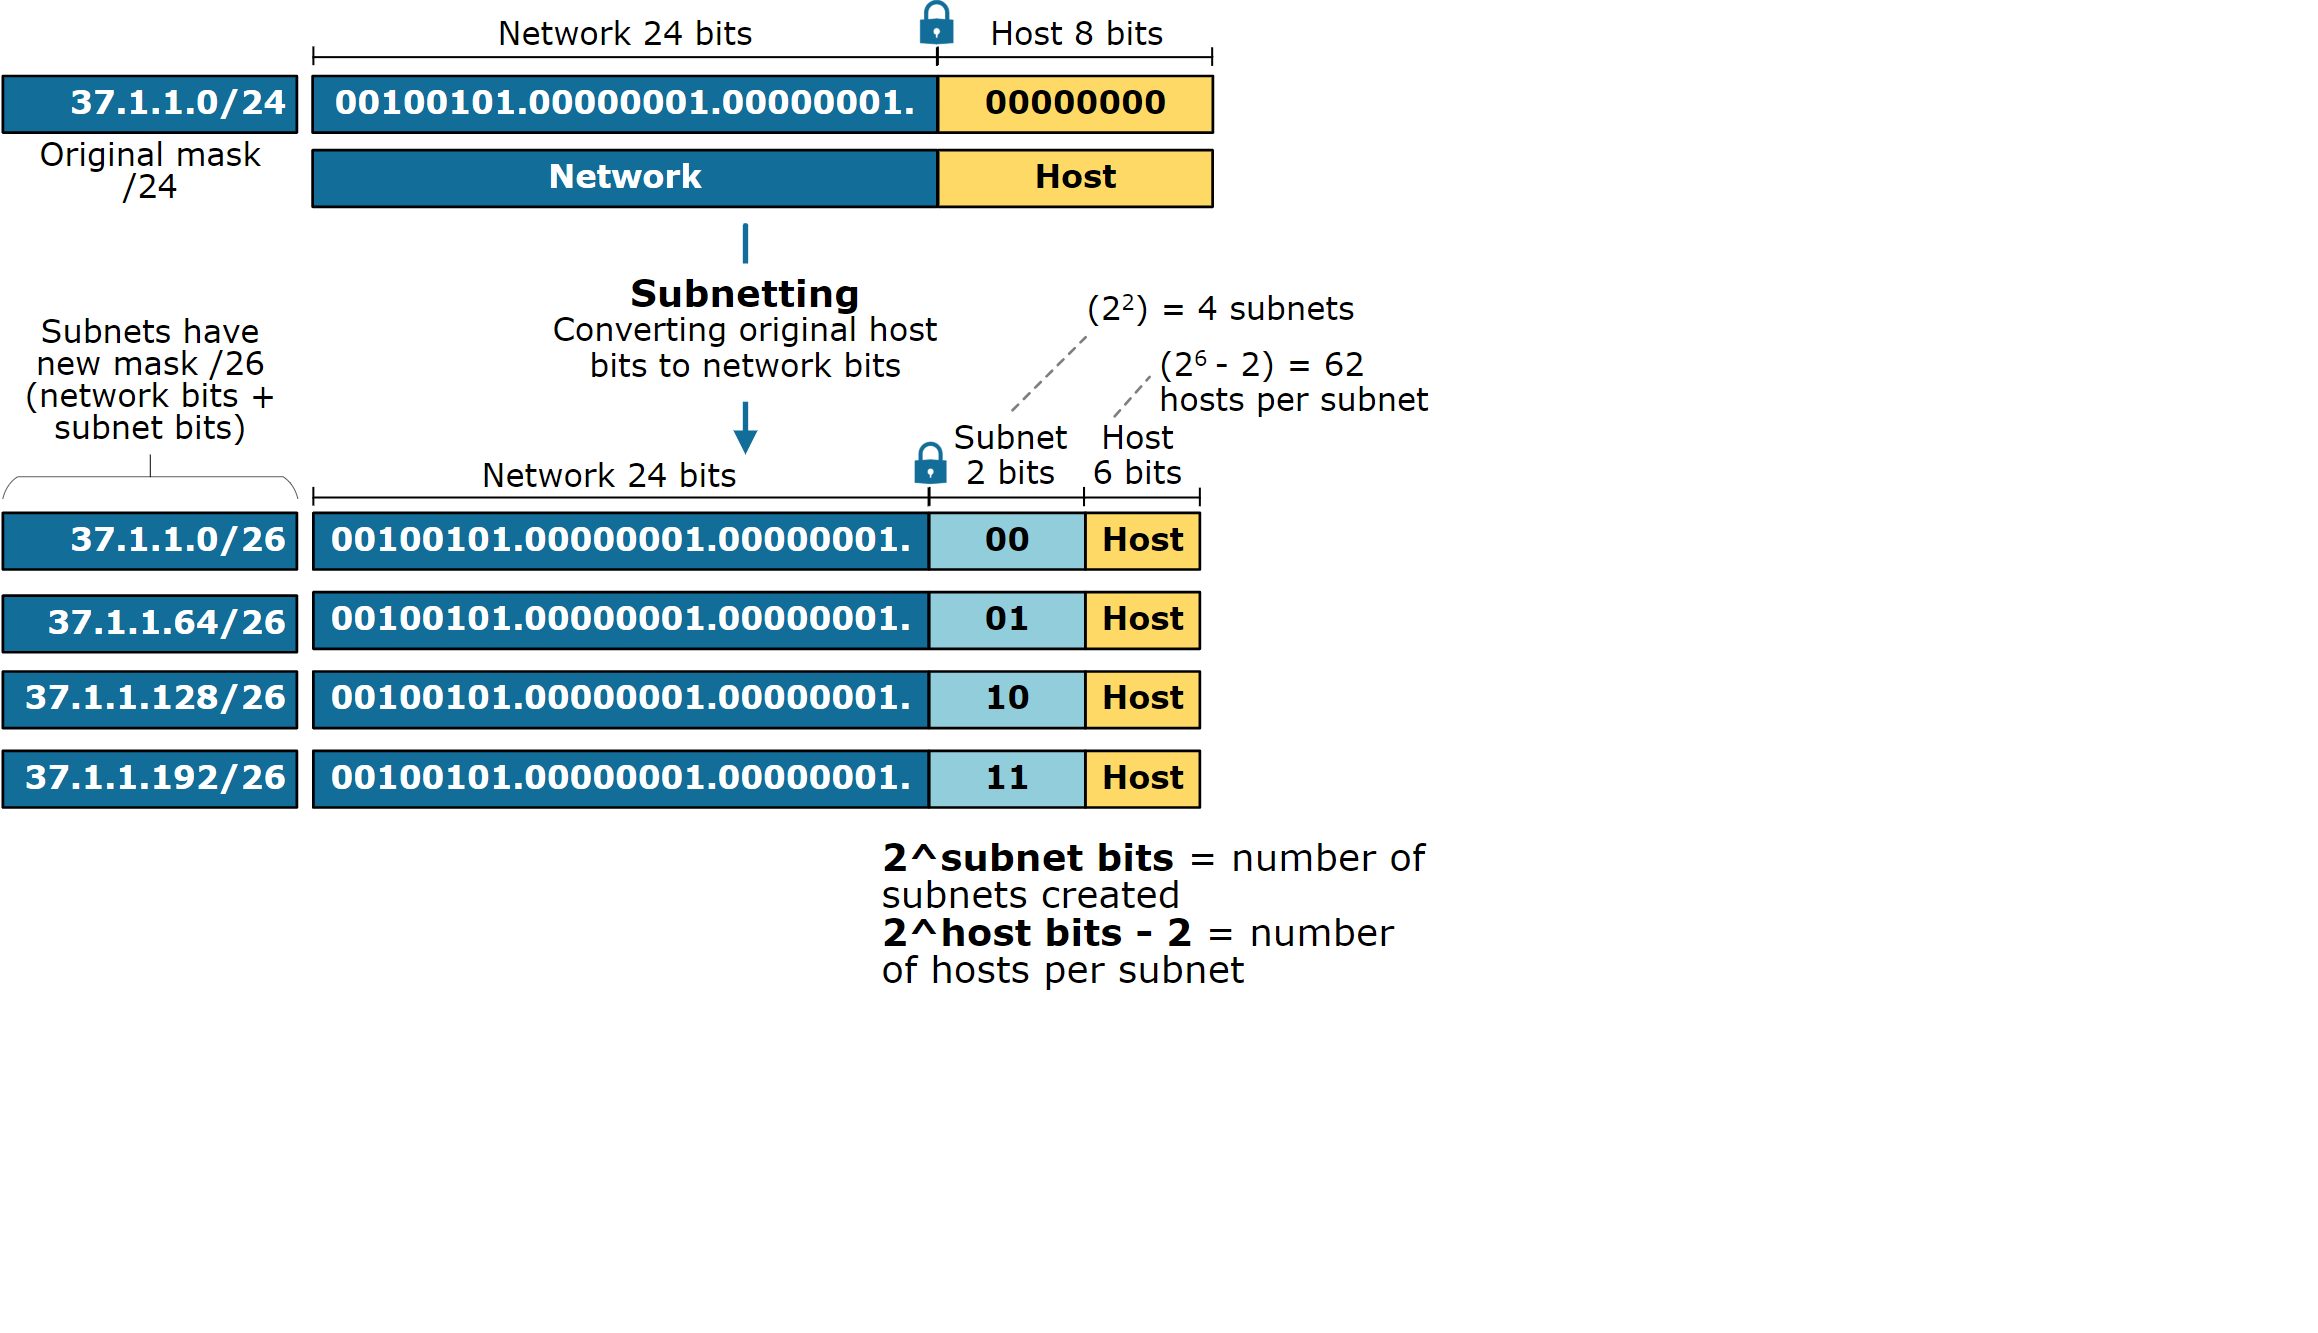 Network 24 bits
Host 8 bits
37.1.1.0/24
00100101.00000001.00000001.
00000000
Original mask
/24
Network
Host
Subnetting
Converting original host
bits to network bits
(2²) = 4 subnets
(2⁶ - 2) = 62
hosts per subnet
Subnets have
new mask /26
(network bits +
subnet bits)
Network 24 bits
Subnet
2 bits
Host
6 bits
37.1.1.0/26
00100101.00000001.00000001.
00
Host
37.1.1.64/26
00100101.00000001.00000001.
01
Host
37.1.1.128/26
00100101.00000001.00000001.
10
Host
37.1.1.192/26
00100101.00000001.00000001.
11
Host
2^subnet bits = number of
subnets created
2^host bits – 2 = number
of hosts per subnet